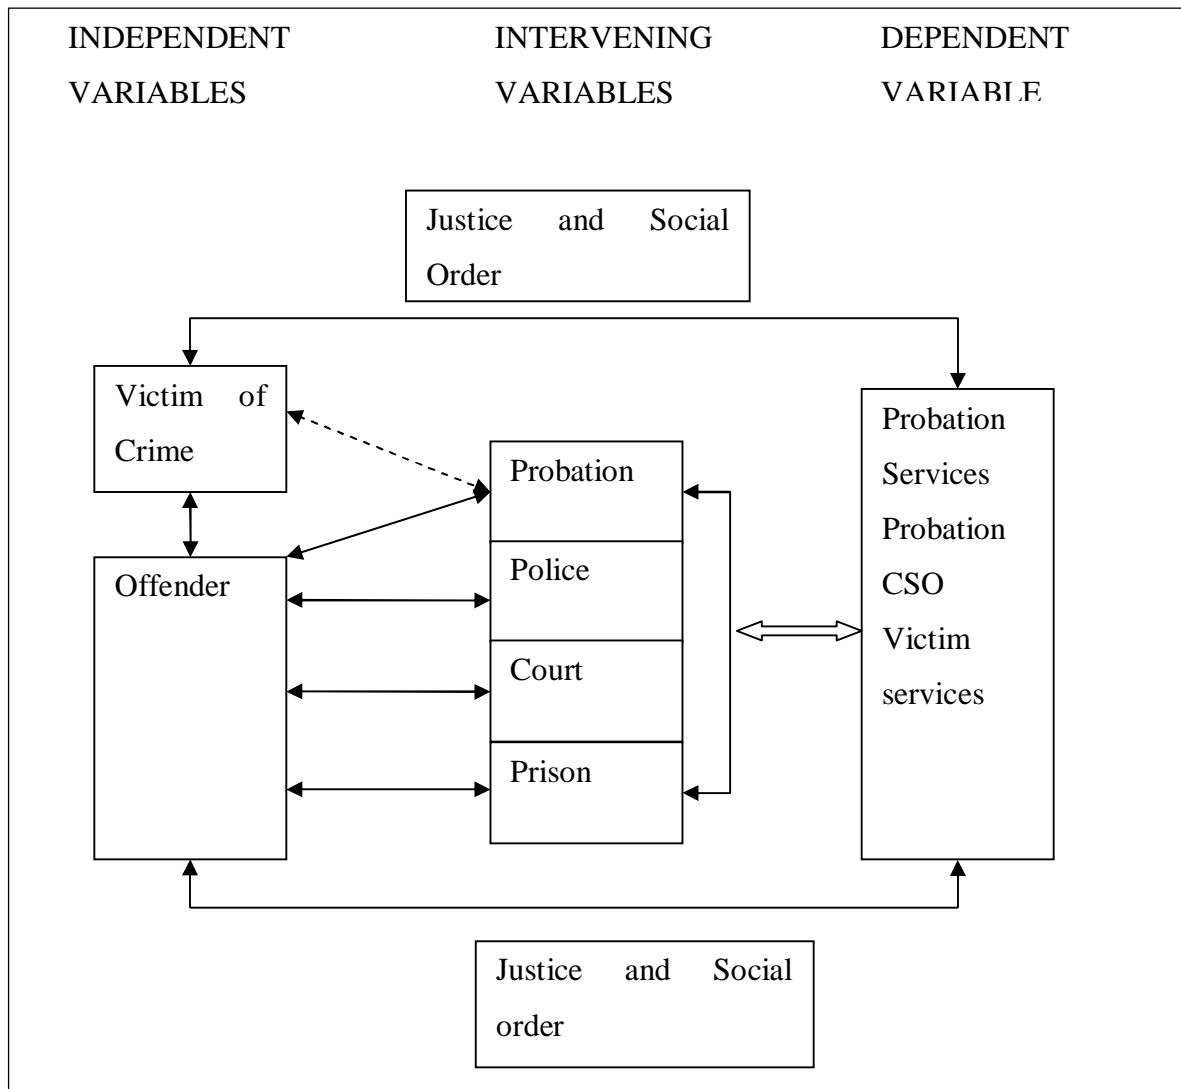 INDEPENDENT
VARIABLES
INTERVENING
VARIABLES
DEPENDENT
VARIABLE
Justice and Social
Order
Victim of
Crime
Offender
Probation
Police
Court
Prison
Probation
Services
Probation
CSO
Victim
services
Justice and Social
order